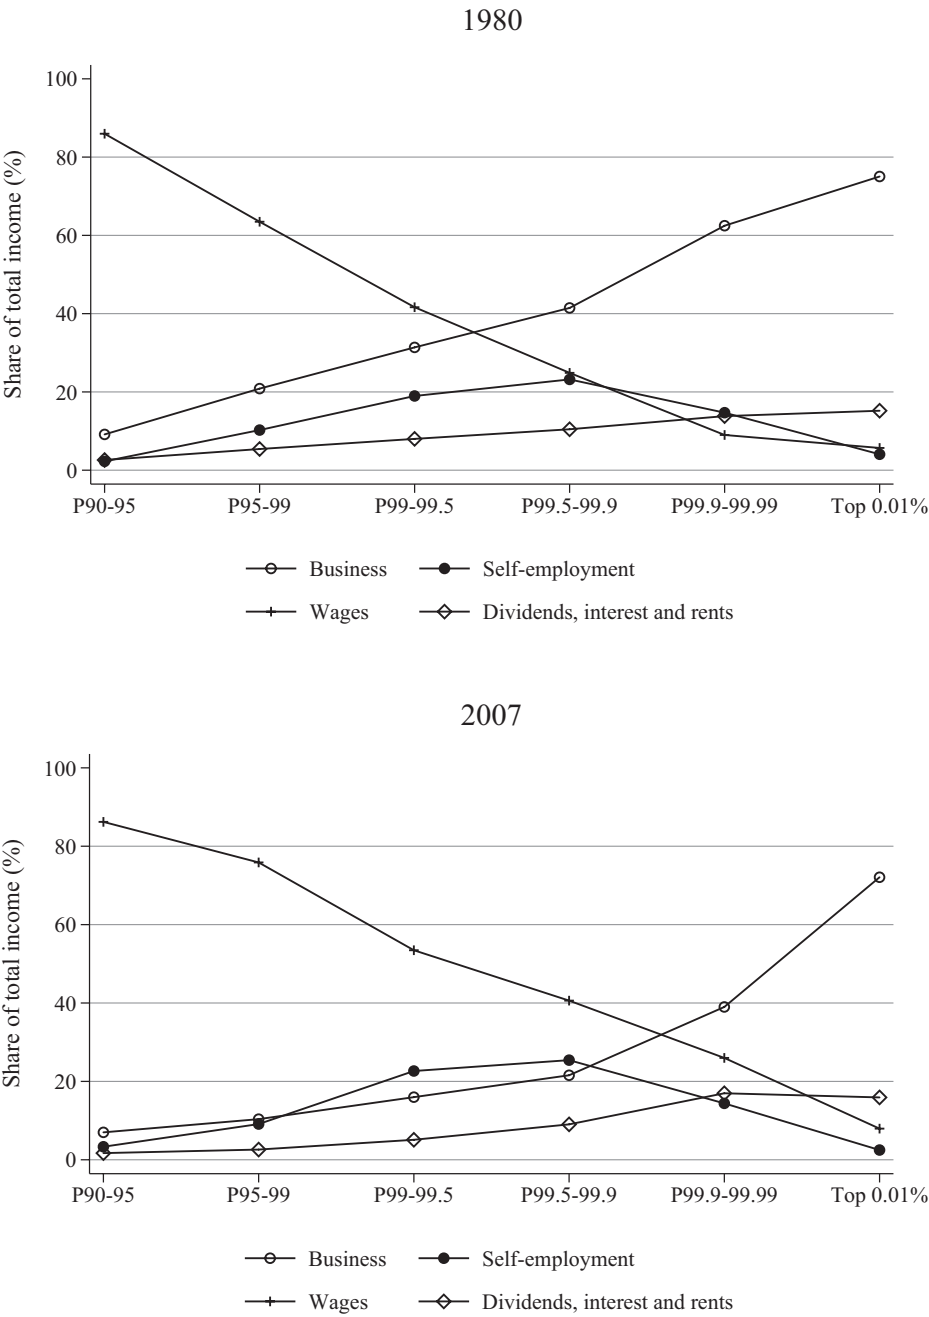 1980
Share of total income (%)
100
80
60
40
20
0
P90-95 P95-99 P99-99.5 P99.5-99.9 P99.9-99.99 Top 0.01%
Business Self-employment
Wages Dividends, interest and rents
2007
Share of total income (%)
100
80
60
40
20
0
P90-95 P95-99 P99-99.5 P99.5-99.9 P99.9-99.99 Top 0.01%
Business Self-employment
Wages Dividends, interest and rents